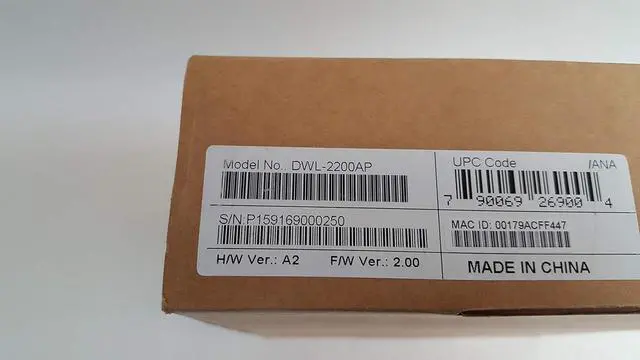 Model No.: DWL-2200AP
S/N:P159169000250
H/W Ver.: A2 F/W Ver.: 2.00
UPC Code /ANA
7 90069 26900 4
MAC ID: 00179ACFF447
MADE IN CHINA